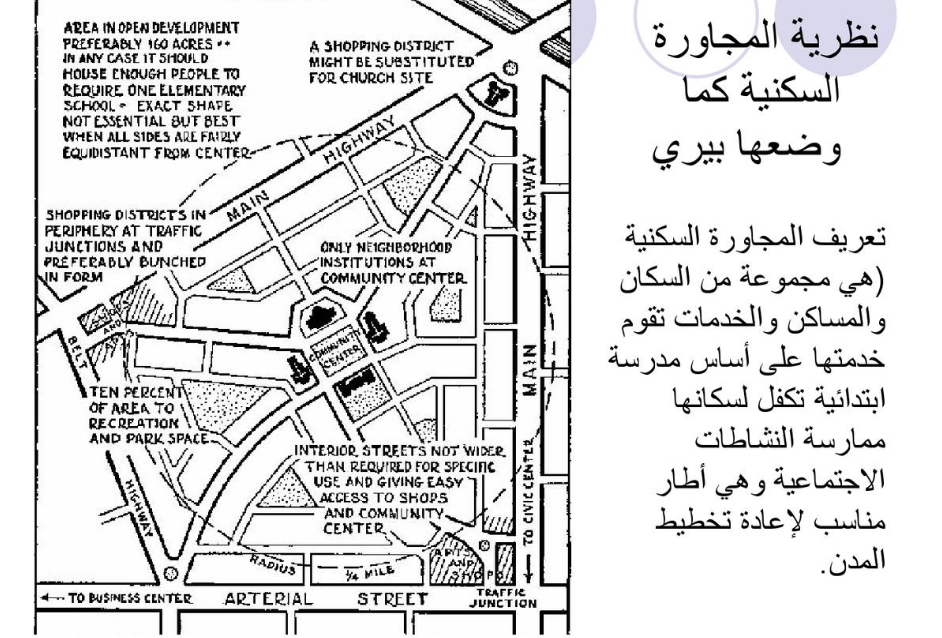 نظرية المجاورة
السكنية كما
وضعها بيري
تعريف المجاورة السكنية
(هي مجموعة من السكان
والمساكن والخدمات تقوم
خدمتها على أساس مدرسة
ابتدائية تكفل لسكانها
ممارسة النشاطات
الاجتماعية وهي أطار
مناسب لإعادة تخطيط
المدن.
AREA IN OPEN DEVELOPMENT
PREFERABLY 160 ACRES
IN ANY CASE IT SHOULD
HOUSE ENOUGH PEOPLE TO
REQUIRE ONE ELEMENTARY
SCHOOL - EXACT SHAPE
NOT ESSENTIAL BUT BEST
WHEN ALL SIDES ARE FAIRLY
EQUIDISTANT FROM CENTER
A SHOPPING DISTRICT
MIGHT BE SUBSTITUTED
FOR CHURCH SITE
MAIN HIGHWAY
HIGHWAY
SHOPPING DISTRICTS IN
PERIPHERY AT TRAFFIC
JUNCTIONS AND
PREFERABLY BUNCHED
IN FORM
ONLY NEIGHBORHOOD
INSTITUTIONS AT
COMMUNITY CENTER
SHOPS
AND
BELT
COMMUNITY
CENTER
MAIN
TEN PERCENT
OF AREA TO
RECREATION
AND PARK SPACE
INTERIOR STREETS NOT WIDER
THAN REQUIRED FOR SPECIFIC
USE AND GIVING EASY
ACCESS TO SHOPS
AND COMMUNITY
CENTER
HIGHWAY
TO CIVIC CENTER
RADIUS 1/4 MILE
APTS
AND
SHOPS
TO BUSINESS CENTER
ARTERIAL STREET
TRAFFIC
JUNCTION